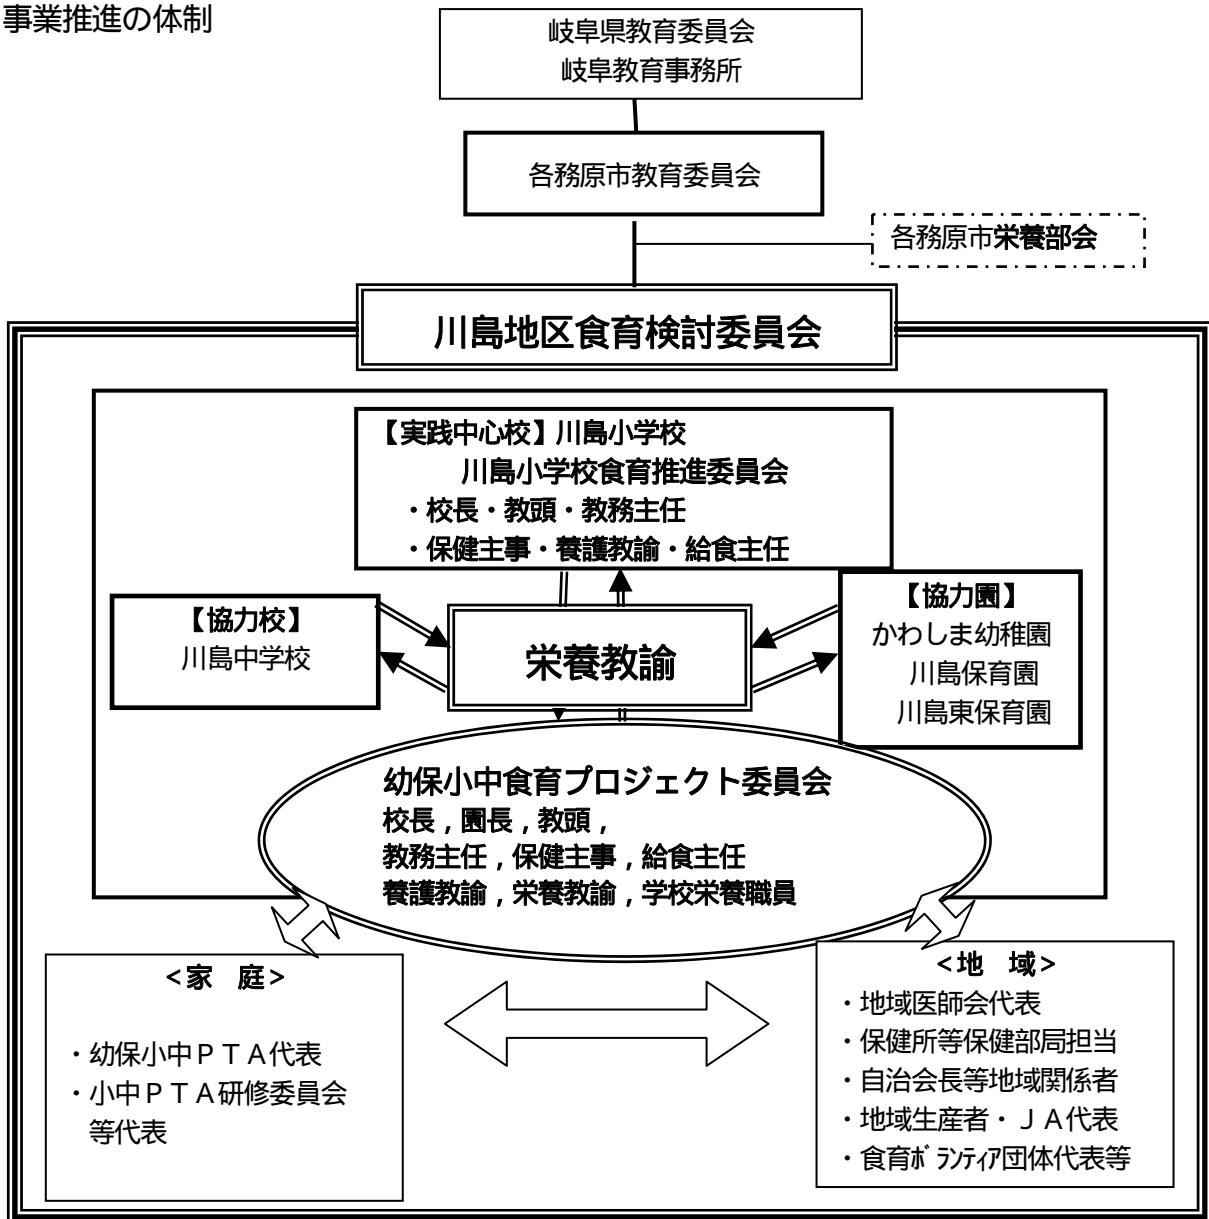 事業推進の体制
岐阜県教育委員会
岐阜教育事務所
各務原市教育委員会
各務原市栄養部会
川島地区食育検討委員会
【実践中心校】川島小学校
川島小学校食育推進委員会
・校長・教頭・教務主任
・保健主事・養護教諭・給食主任
【協力校】
川島中学校
栄養教諭
【協力園】
かわしま幼稚園
川島保育園
川島東保育園
幼保小中食育プロジェクト委員会
校長，園長，教頭，
教務主任，保健主事，給食主任
養護教諭，栄養教諭，学校栄養職員
<家　庭>
・幼保小中ＰＴＡ代表
・小中ＰＴＡ研修委員会
等代表
<地　域>
・地域医師会代表
・保健所等保健部局担当
・自治会長等地域関係者
・地域生産者・ＪＡ代表
・食育ﾎﾞﾗﾝﾃｨｱ団体代表等